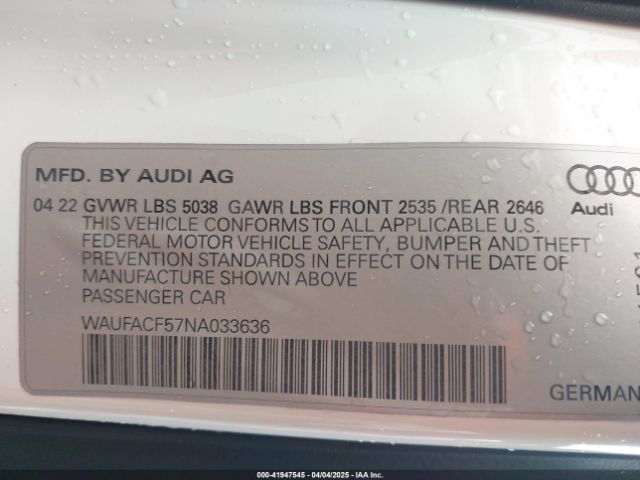 MFD. BY AUDI AG
04 22 GVWR LBS 5038 GAWR LBS FRONT 2535 /REAR 2646
THIS VEHICLE CONFORMS TO ALL APPLICABLE U.S.
FEDERAL MOTOR VEHICLE SAFETY, BUMPER AND THEFT
PREVENTION STANDARDS IN EFFECT ON THE DATE OF
MANUFACTURE SHOWN ABOVE
PASSENGER CAR
WAUFACF57NA033636
Audi
GERMAN
000-41947545 - 04/04/2025 - IAA Inc.